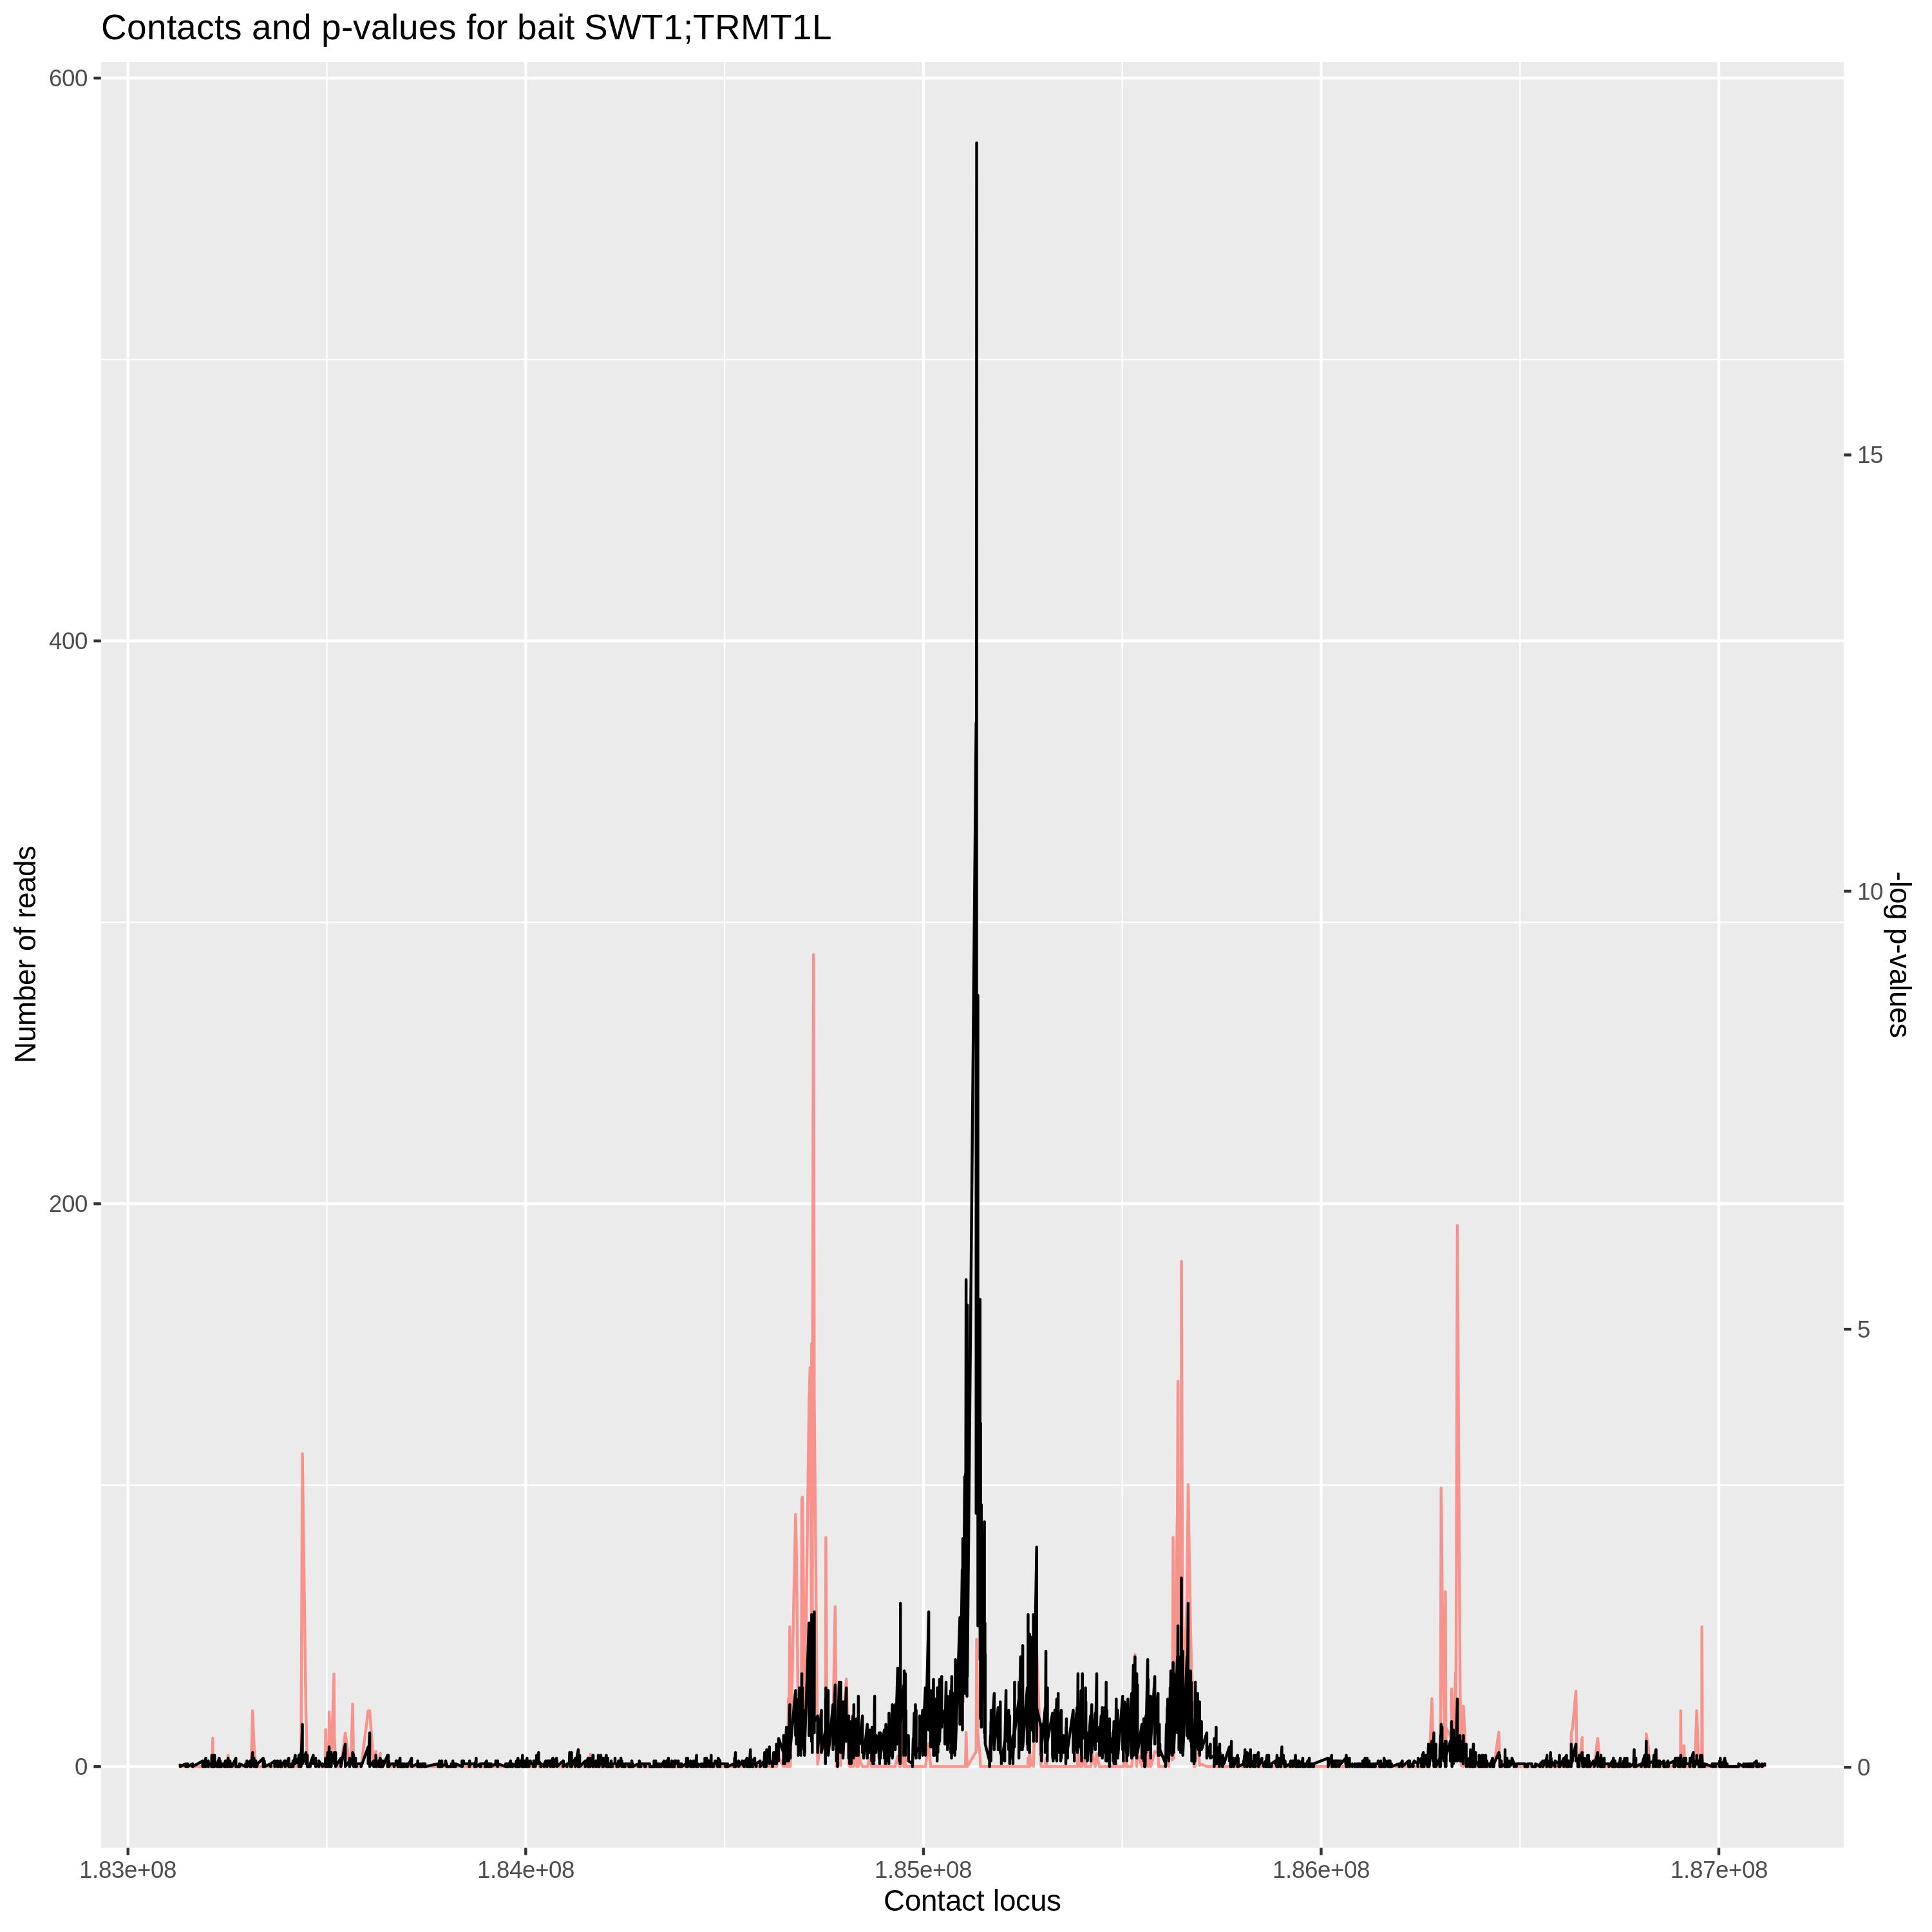 Contacts and p-values for bait SWT1;TRMT1L
600
400
200
0
Number of reads
15
10
5
0
-log p-values
1.83e+08
1.84e+08
1.85e+08
1.86e+08
1.87e+08
Contact locus